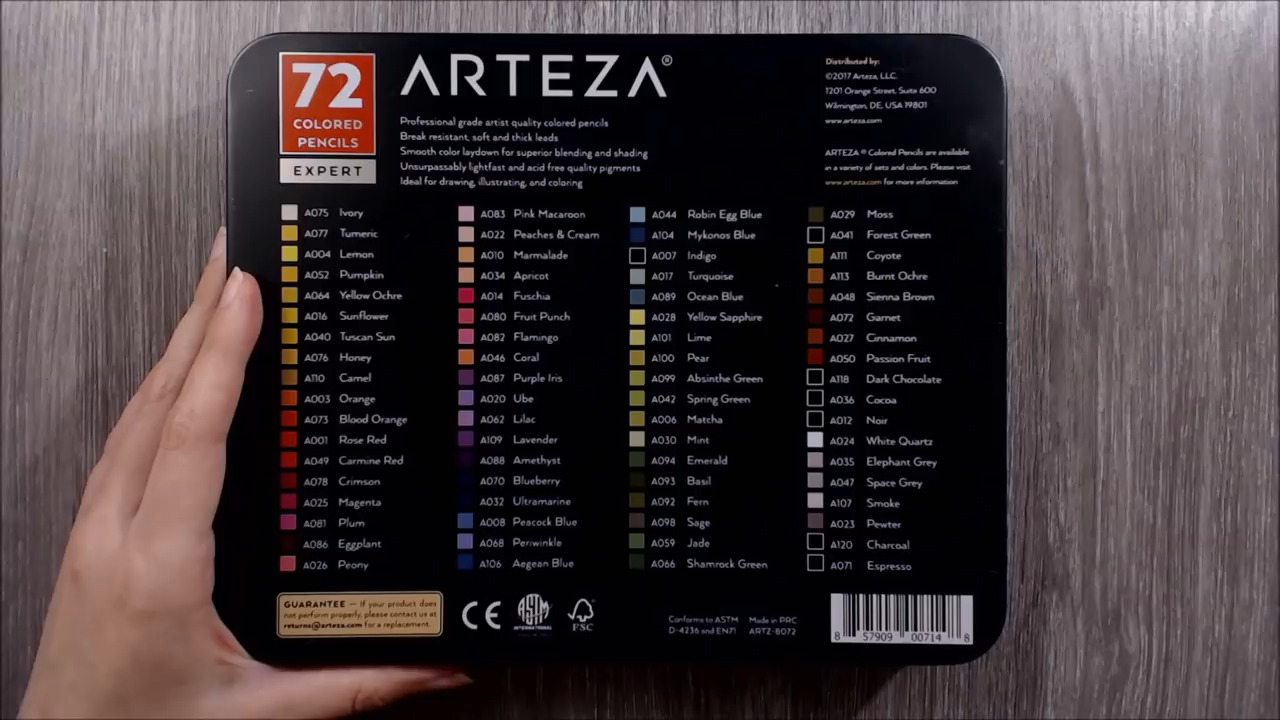 72
COLORED
PENCILS
EXPERT
ARTEZA®
Professional grade artist quality colored pencils
Break resistant, soft and thick leads
Smooth color laydown for superior blending and shading
Unsurpassably lightfast and acid free quality pigments
Ideal for drawing, illustrating, and coloring
Distributed by:
©2017 Arteza, LLC.
1201 Orange Street, Suite 600
Wilmington, DE, USA 19801
www.arteza.com
ARTEZA® Colored Pencils are available
in a variety of sets and colors. Please visit
www.arteza.com for more information
A075 Ivory
A077 Tumeric
A004 Lemon
A052 Pumpkin
A064 Yellow Ochre
A016 Sunflower
A040 Tuscan Sun
A076 Honey
A110 Camel
A003 Orange
A073 Blood Orange
A001 Rose Red
A049 Carmine Red
A078 Crimson
A025 Magenta
A081 Plum
A086 Eggplant
A026 Peony
A083 Pink Macaroon
A022 Peaches & Cream
A010 Marmalade
A034 Apricot
A014 Fuschia
A080 Fruit Punch
A082 Flamingo
A046 Coral
A087 Purple Iris
A020 Ube
A062 Lilac
A109 Lavender
A088 Amethyst
A070 Blueberry
A032 Ultramarine
A008 Peacock Blue
A068 Periwinkle
A106 Aegean Blue
A044 Robin Egg Blue
A104 Mykonos Blue
A007 Indigo
A017 Turquoise
A089 Ocean Blue
A028 Yellow Sapphire
A101 Lime
A100 Pear
A099 Absinthe Green
A042 Spring Green
A006 Matcha
A030 Mint
A094 Emerald
A093 Basil
A092 Fern
A098 Sage
A059 Jade
A066 Shamrock Green
A029 Moss
A041 Forest Green
A111 Coyote
A113 Burnt Ochre
A048 Sienna Brown
A072 Garnet
A027 Cinnamon
A050 Passion Fruit
A118 Dark Chocolate
A036 Cocoa
A012 Noir
A024 White Quartz
A035 Elephant Grey
A047 Space Grey
A107 Smoke
A023 Pewter
A120 Charcoal
A071 Espresso
GUARANTEE — If your product does
not perform properly, please contact us at
returns@arteza.com for a replacement.
CE
ASTM
INTERNATIONAL
FSC
Conforms to ASTM
D-4236 and EN71
Made in PRC
ARTZ-8072
8 57909 00714 8